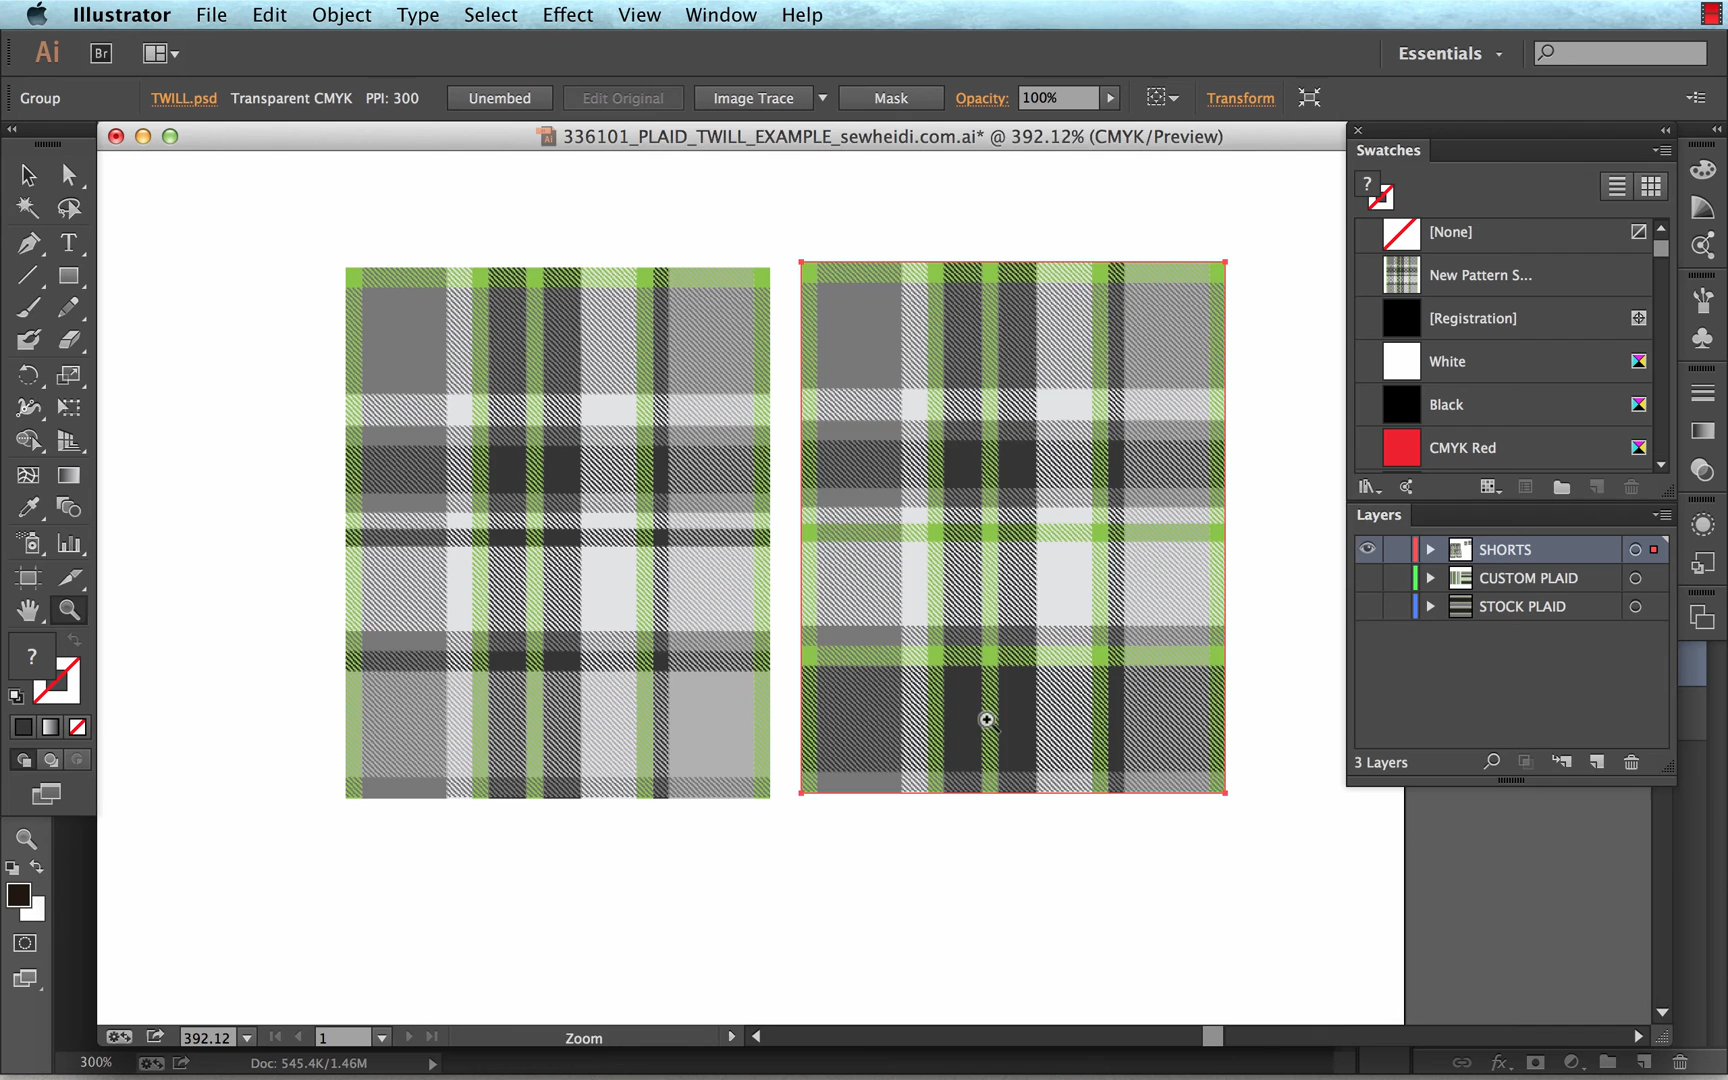 Illustrator File Edit Object Type Select Effect View Window Help
Ai Br Essentials
Group TWILL.psd Transparent CMYK PPI: 300 Unembed Edit Original Image Trace Mask Opacity: 100% Transform
336101_PLAID_TWILL_EXAMPLE_sewheidi.com.ai* @ 392.12% (CMYK/Preview)
Swatches
?
[None]
New Pattern S...
[Registration]
White
Black
CMYK Red
Layers
SHORTS
CUSTOM PLAID
STOCK PLAID
T
?
3 Layers
392.12 1 Zoom
300% Doc: 545.4K/1.46M fx